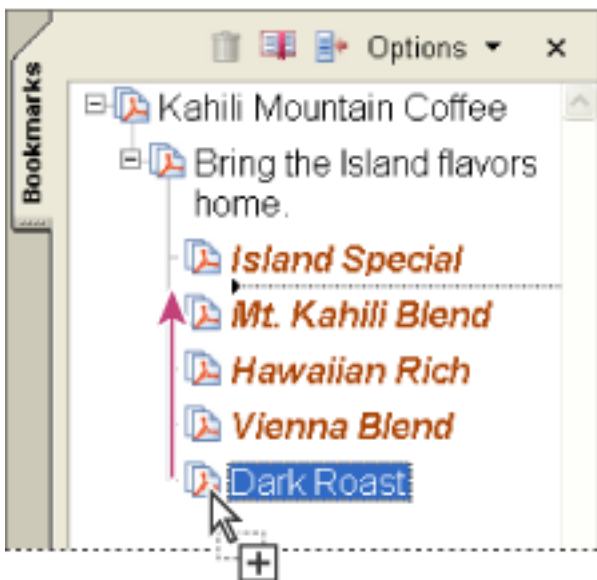 Options
Bookmarks
Kahili Mountain Coffee
Bring the Island flavors
home.
Island Special
Mt. Kahili Blend
Hawaiian Rich
Vienna Blend
Dark Roast